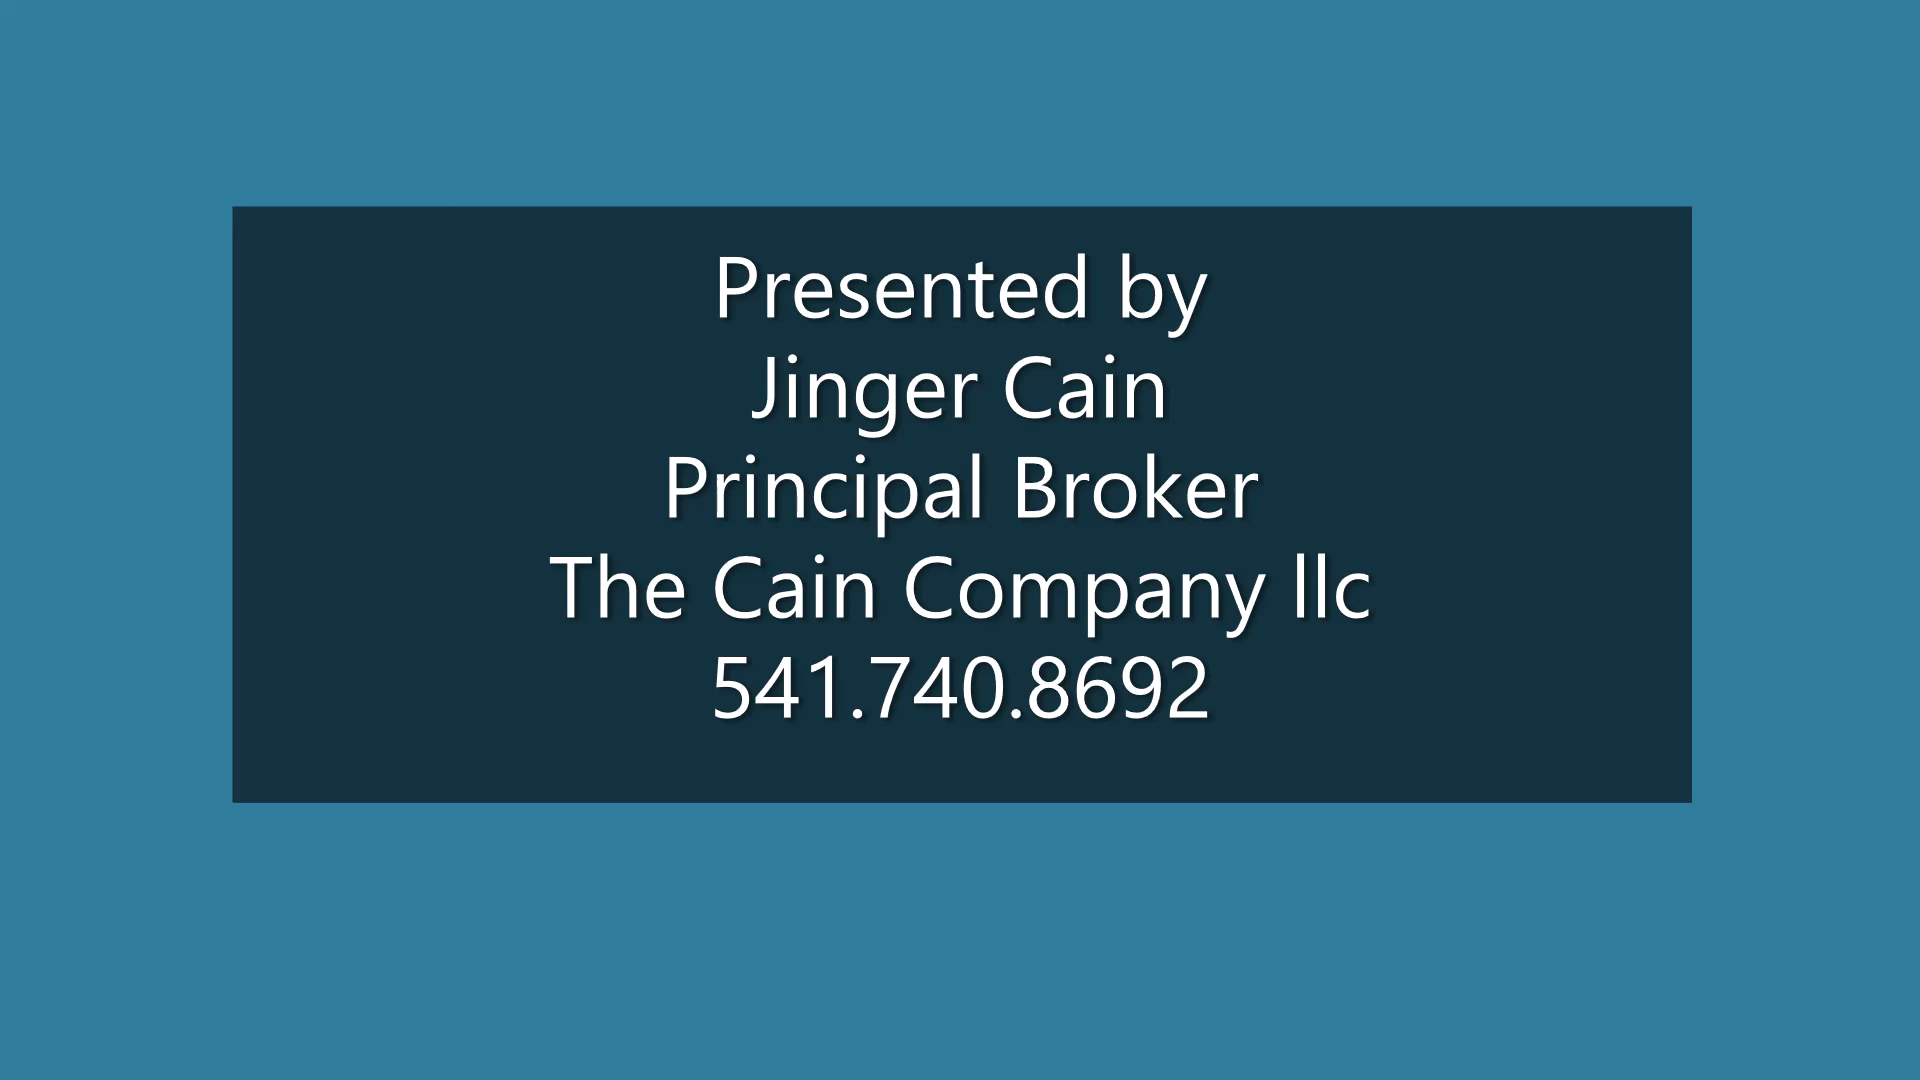 Presented by
Jinger Cain
Principal Broker
The Cain Company llc
541.740.8692